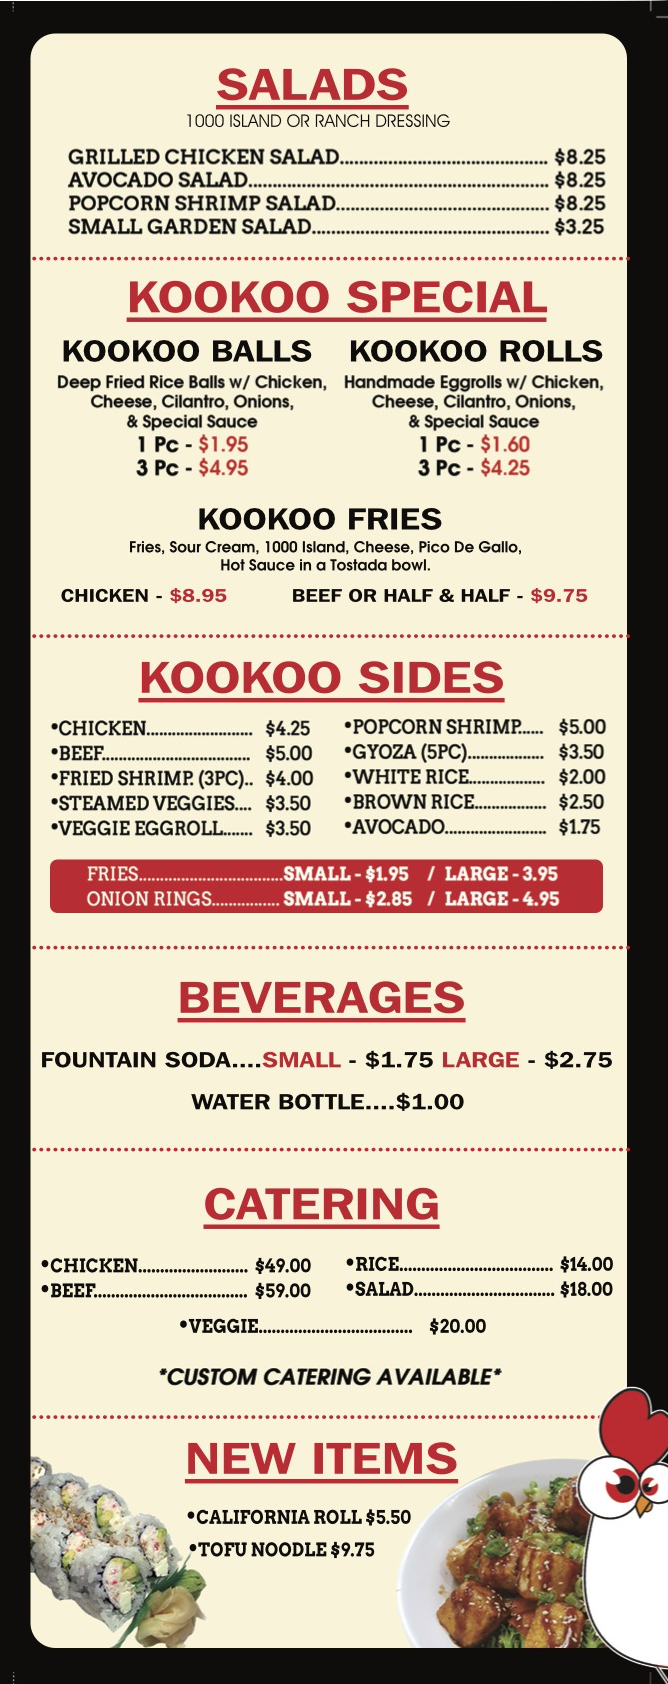 SALADS
1000 ISLAND OR RANCH DRESSING
GRILLED CHICKEN SALAD................................................ $8.25
AVOCADO SALAD.................................................................. $8.25
POPCORN SHRIMP SALAD............................................... $8.25
SMALL GARDEN SALAD.................................................... $3.25
KOOKOO SPECIAL
KOOKOO BALLS
Deep Fried Rice Balls w/ Chicken,
Cheese, Cilantro, Onions,
& Special Sauce
1 Pc - $1.95
3 Pc - $4.95
KOOKOO ROLLS
Handmade Eggrolls w/ Chicken,
Cheese, Cilantro, Onions,
& Special Sauce
1 Pc - $1.60
3 Pc - $4.25
KOOKOO FRIES
Fries, Sour Cream, 1000 Island, Cheese, Pico De Gallo,
Hot Sauce in a Tostada bowl.
CHICKEN - $8.95 BEEF OR HALF & HALF - $9.75
KOOKOO SIDES
•CHICKEN.......................... $4.25
•BEEF.................................... $5.00
•FRIED SHRIMP. (3PC).. $4.00
•STEAMED VEGGIES.... $3.50
•VEGGIE EGGROLL....... $3.50
•POPCORN SHRIMP...... $5.00
•GYOZA (5PC).................. $3.50
•WHITE RICE.................. $2.00
•BROWN RICE................. $2.50
•AVOCADO........................ $1.75
FRIES...................................SMALL - $1.95 / LARGE - 3.95
ONION RINGS................ SMALL - $2.85 / LARGE - 4.95
BEVERAGES
FOUNTAIN SODA....SMALL - $1.75 LARGE - $2.75
WATER BOTTLE....$1.00
CATERING
•CHICKEN......................... $49.00
•BEEF................................... $59.00
•RICE................................... $14.00
•SALAD................................ $18.00
•VEGGIE................................... $20.00
*CUSTOM CATERING AVAILABLE*
NEW ITEMS
•CALIFORNIA ROLL $5.50
•TOFU NOODLE $9.75